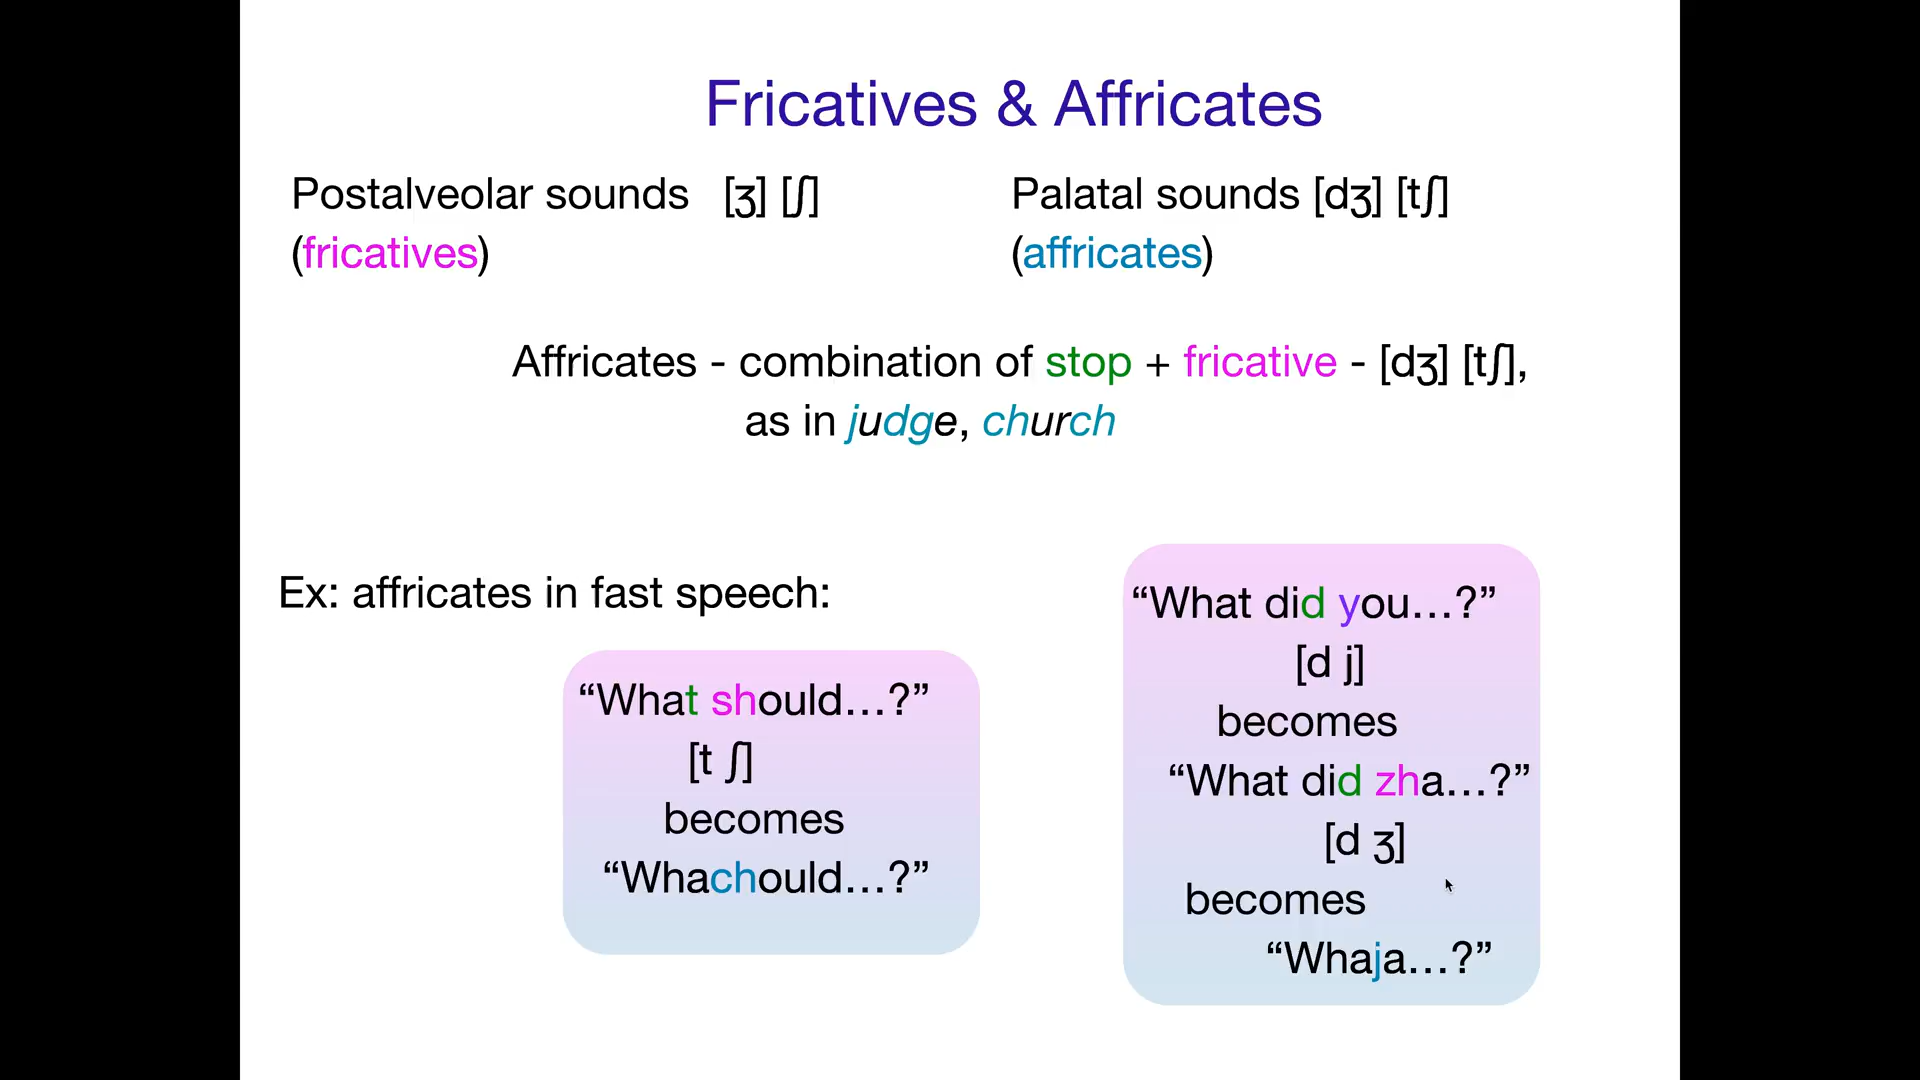 Fricatives & Affricates
Postalveolar sounds [ʒ] [ʃ]
(fricatives)
Palatal sounds [dʒ] [tʃ]
(affricates)
Affricates - combination of stop + fricative - [dʒ] [tʃ],
as in judge, church
Ex: affricates in fast speech:
“What should…?”
[t ʃ]
becomes
“Whachould…?”
“What did you…?”
[d j]
becomes
“What did zha…?”
[d ʒ]
becomes
“Whaja…?”